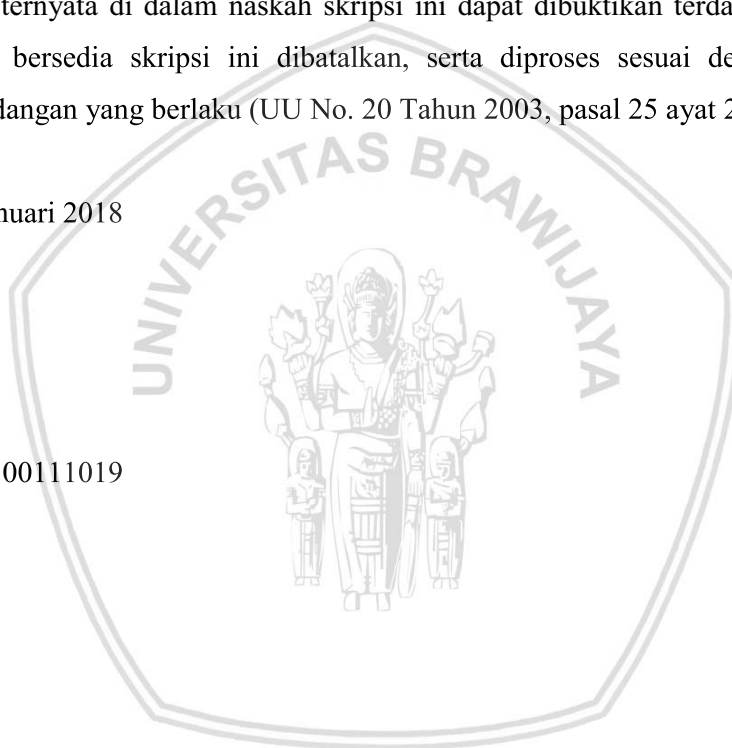 ternyata di dalam naskah skripsi ini dapat dibuktikan terda
bersedia skripsi ini dibatalkan, serta diproses sesuai de
dangan yang berlaku (UU No. 20 Tahun 2003, pasal 25 ayat 2
nuari 2018
UNIVERSITAS BRAWIJAYA
00111019